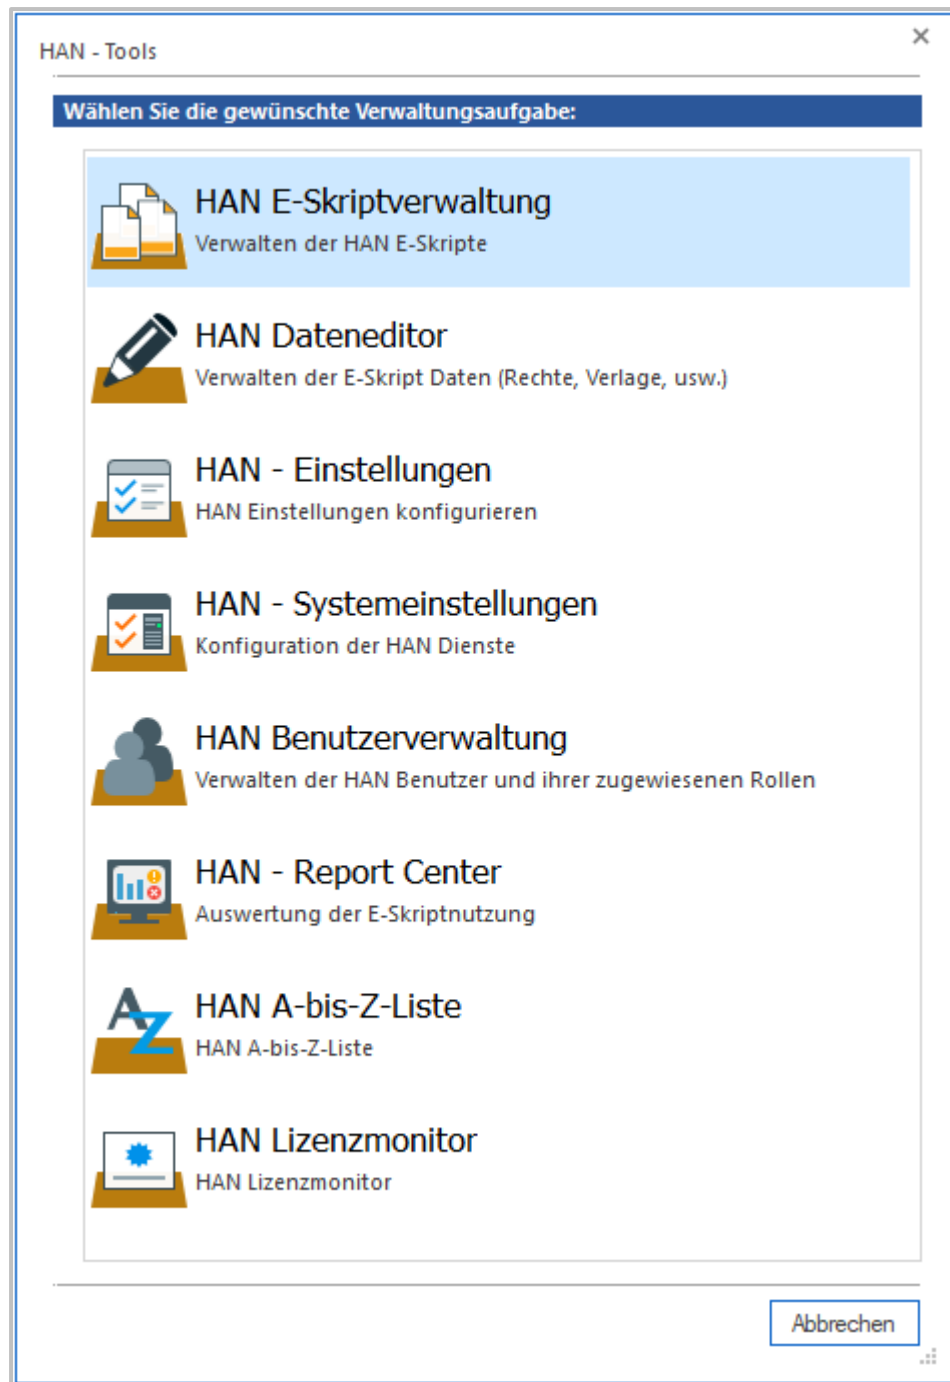 HAN - Tools
Wählen Sie die gewünschte Verwaltungsaufgabe:
HAN E-Skriptverwaltung
Verwalten der HAN E-Skripte
HAN Dateneditor
Verwalten der E-Skript Daten (Rechte, Verlage, usw.)
HAN - Einstellungen
HAN Einstellungen konfigurieren
HAN - Systemeinstellungen
Konfiguration der HAN Dienste
HAN Benutzerverwaltung
Verwalten der HAN Benutzer und ihrer zugewiesenen Rollen
HAN - Report Center
Auswertung der E-Skriptnutzung
HAN A-bis-Z-Liste
HAN A-bis-Z-Liste
HAN Lizenzmonitor
HAN Lizenzmonitor
Abbrechen